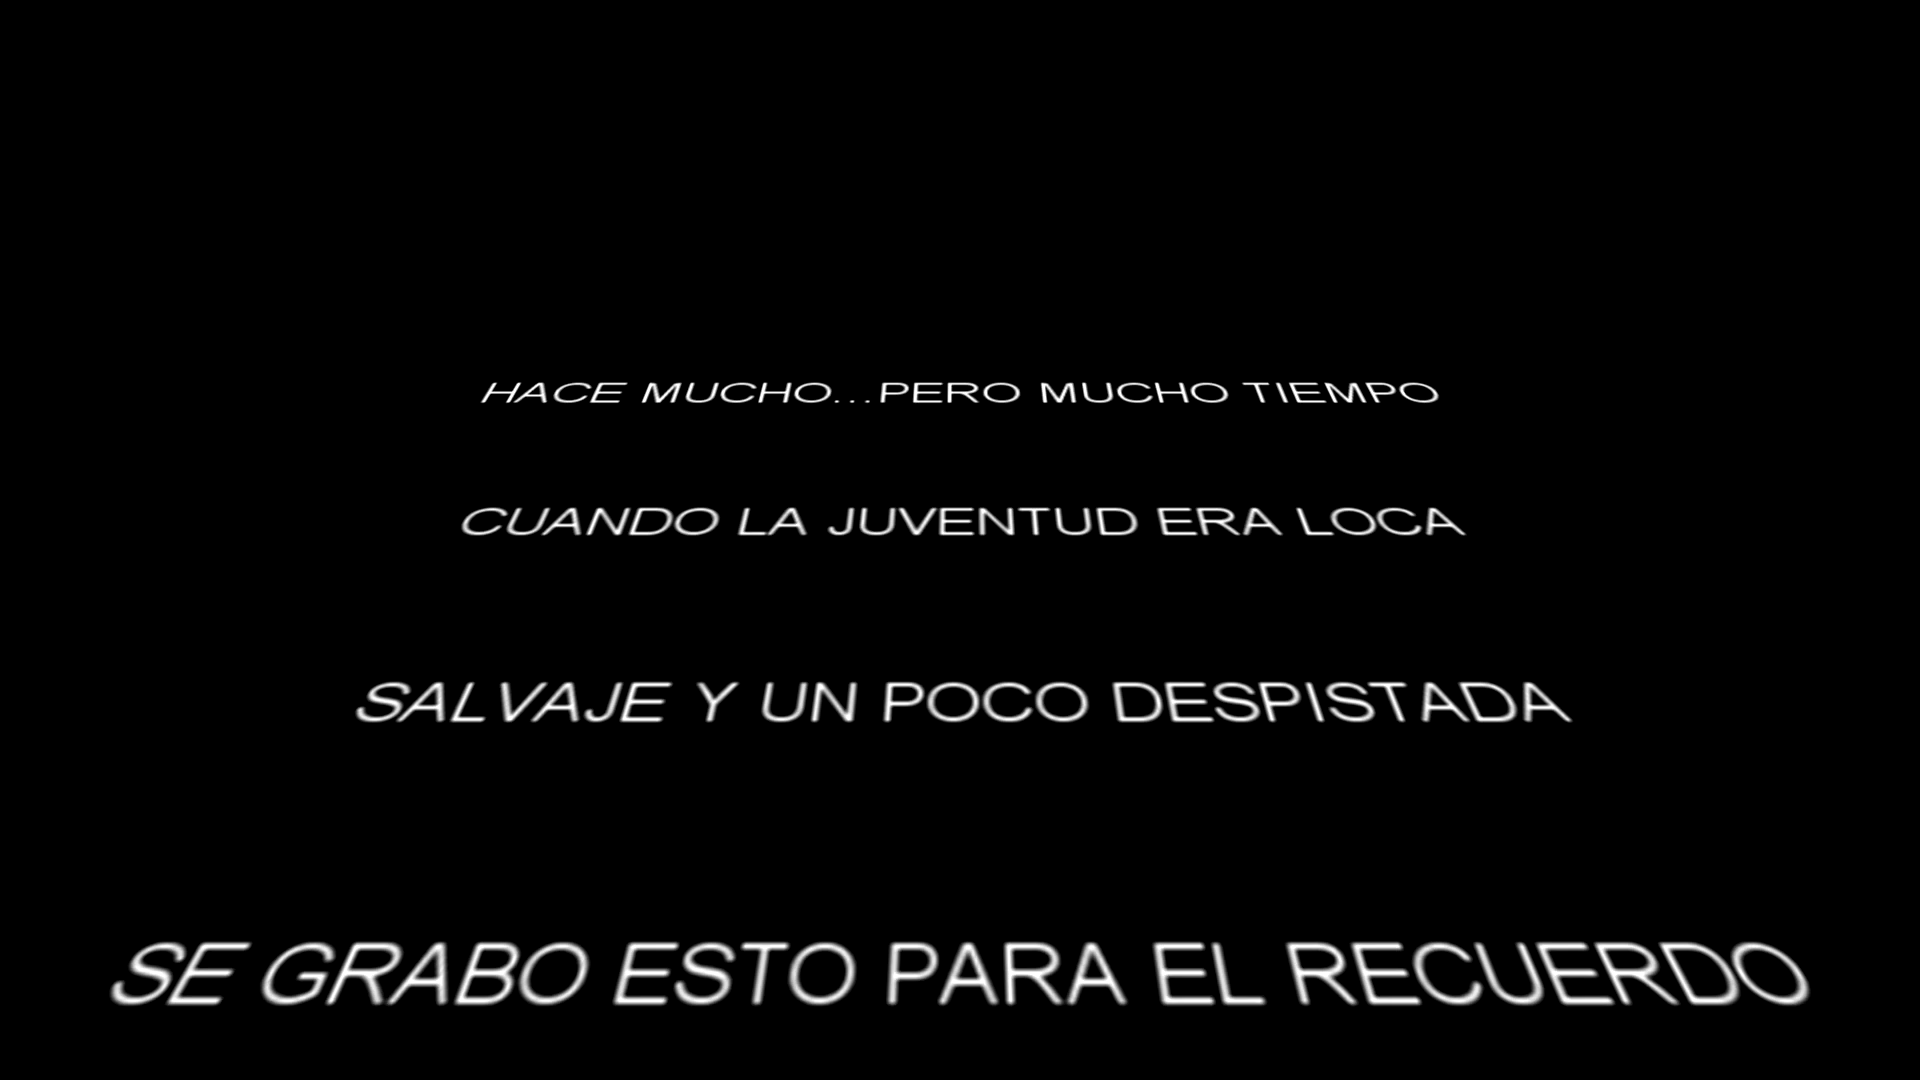 HACE MUCHO...PERO MUCHO TIEMPO
CUANDO LA JUVENTUD ERA LOCA
SALVAJE Y UN POCO DESPISTADA
SE GRABO ESTO PARA EL RECUERDO